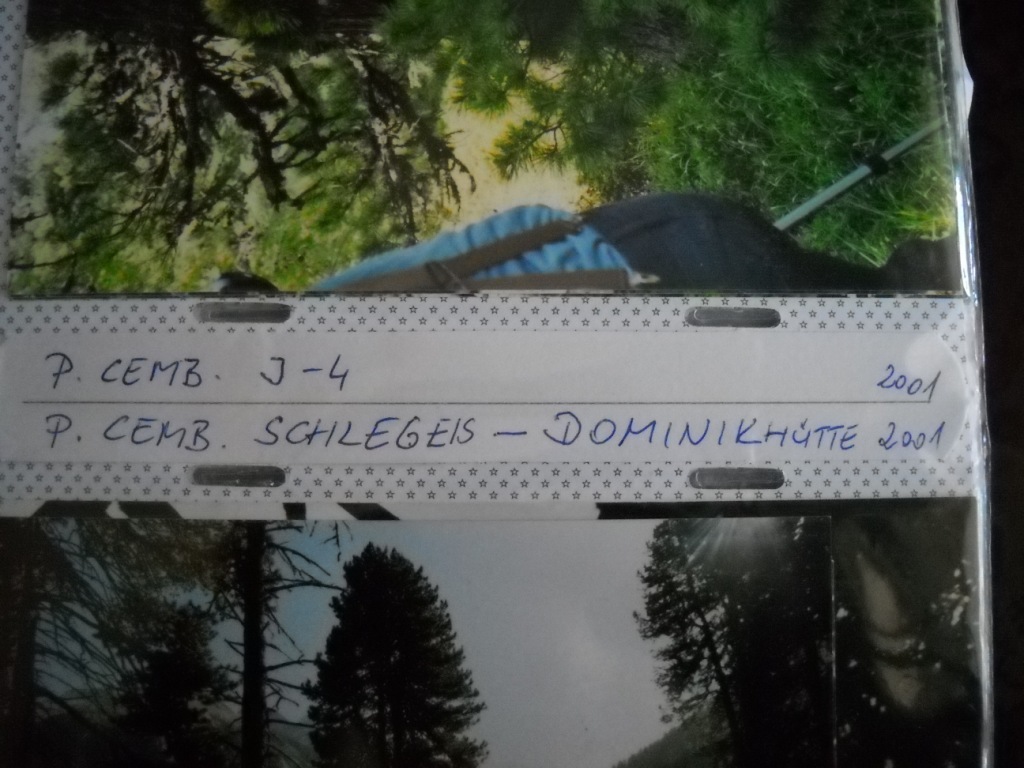 P. CEMB. J-4 2001
P. CEMB. SCHLEGEIS – DOMINIKHÜTTE 2001